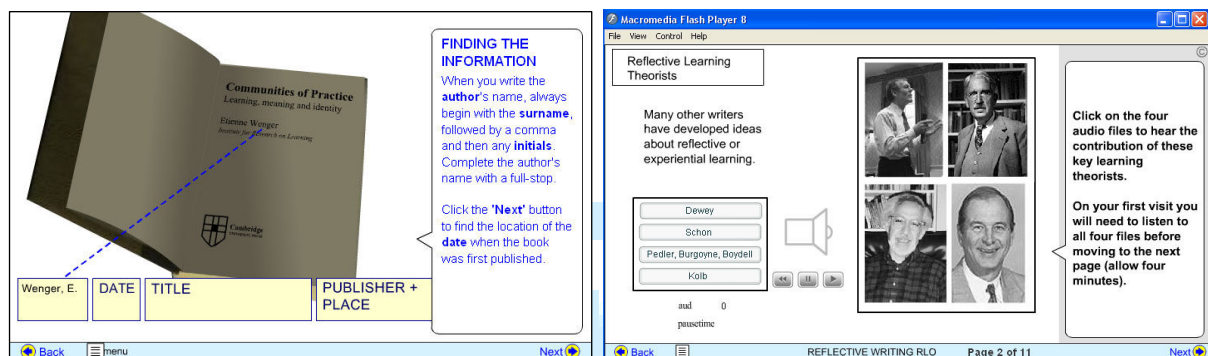 Communities of Practice
Learning, meaning and identity
Etienne Wenger
Institute for Research on Learning
Cambridge
Wenger, E.
DATE
TITLE
PUBLISHER +
PLACE
FINDING THE
INFORMATION
When you write the
author's name, always
begin with the surname,
followed by a comma
and then any initials.
Complete the author's
name with a full-stop.
Click the 'Next' button
to find the location of the
date when the book
was first published.
Back
menu
Next
Macromedia Flash Player 8
File View Control Help
Reflective Learning
Theorists
Many other writers
have developed ideas
about reflective or
experiential learning.
Dewey
Schon
Pedler, Burgoyne, Boydell
Kolb
aud 0
pausetime
©
Click on the four
audio files to hear the
contribution of these
key learning
theorists.
On your first visit you
will need to listen to
all four files before
moving to the next
page (allow four
minutes).
Back
REFLECTIVE WRITING RLO
Page 2 of 11
Next